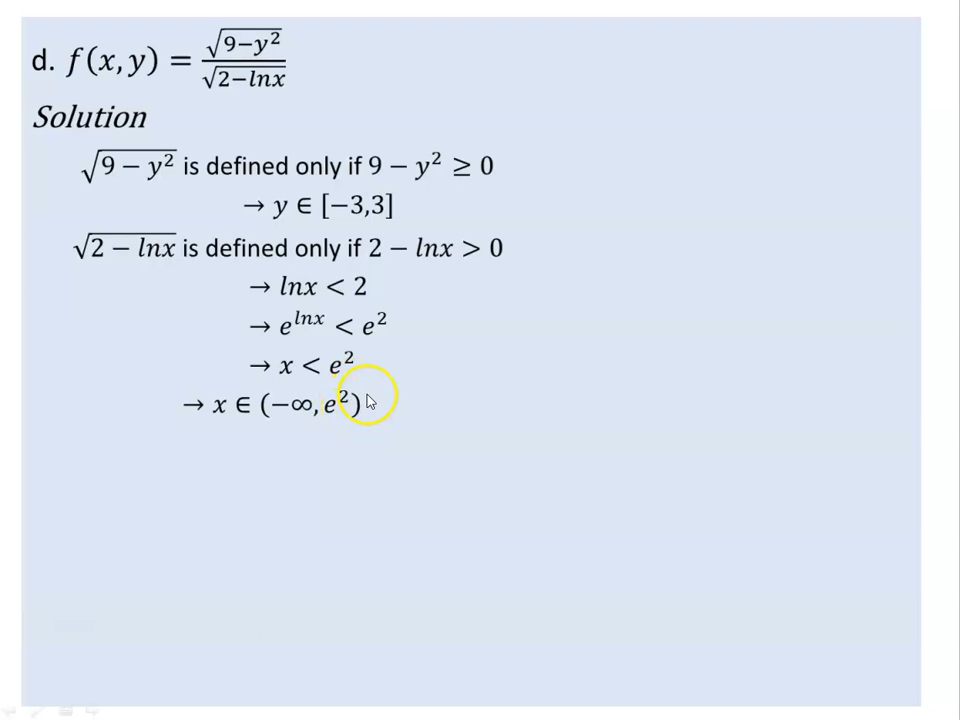 d. f(x, y) = √(9−y²) / √(2−lnx)
Solution
√(9 − y²) is defined only if 9 − y² ≥ 0
→ y ∈ [−3,3]
√(2 − lnx) is defined only if 2 − lnx > 0
→ lnx < 2
→ e^(lnx) < e²
→ x < e²
→ x ∈ (−∞, e²)